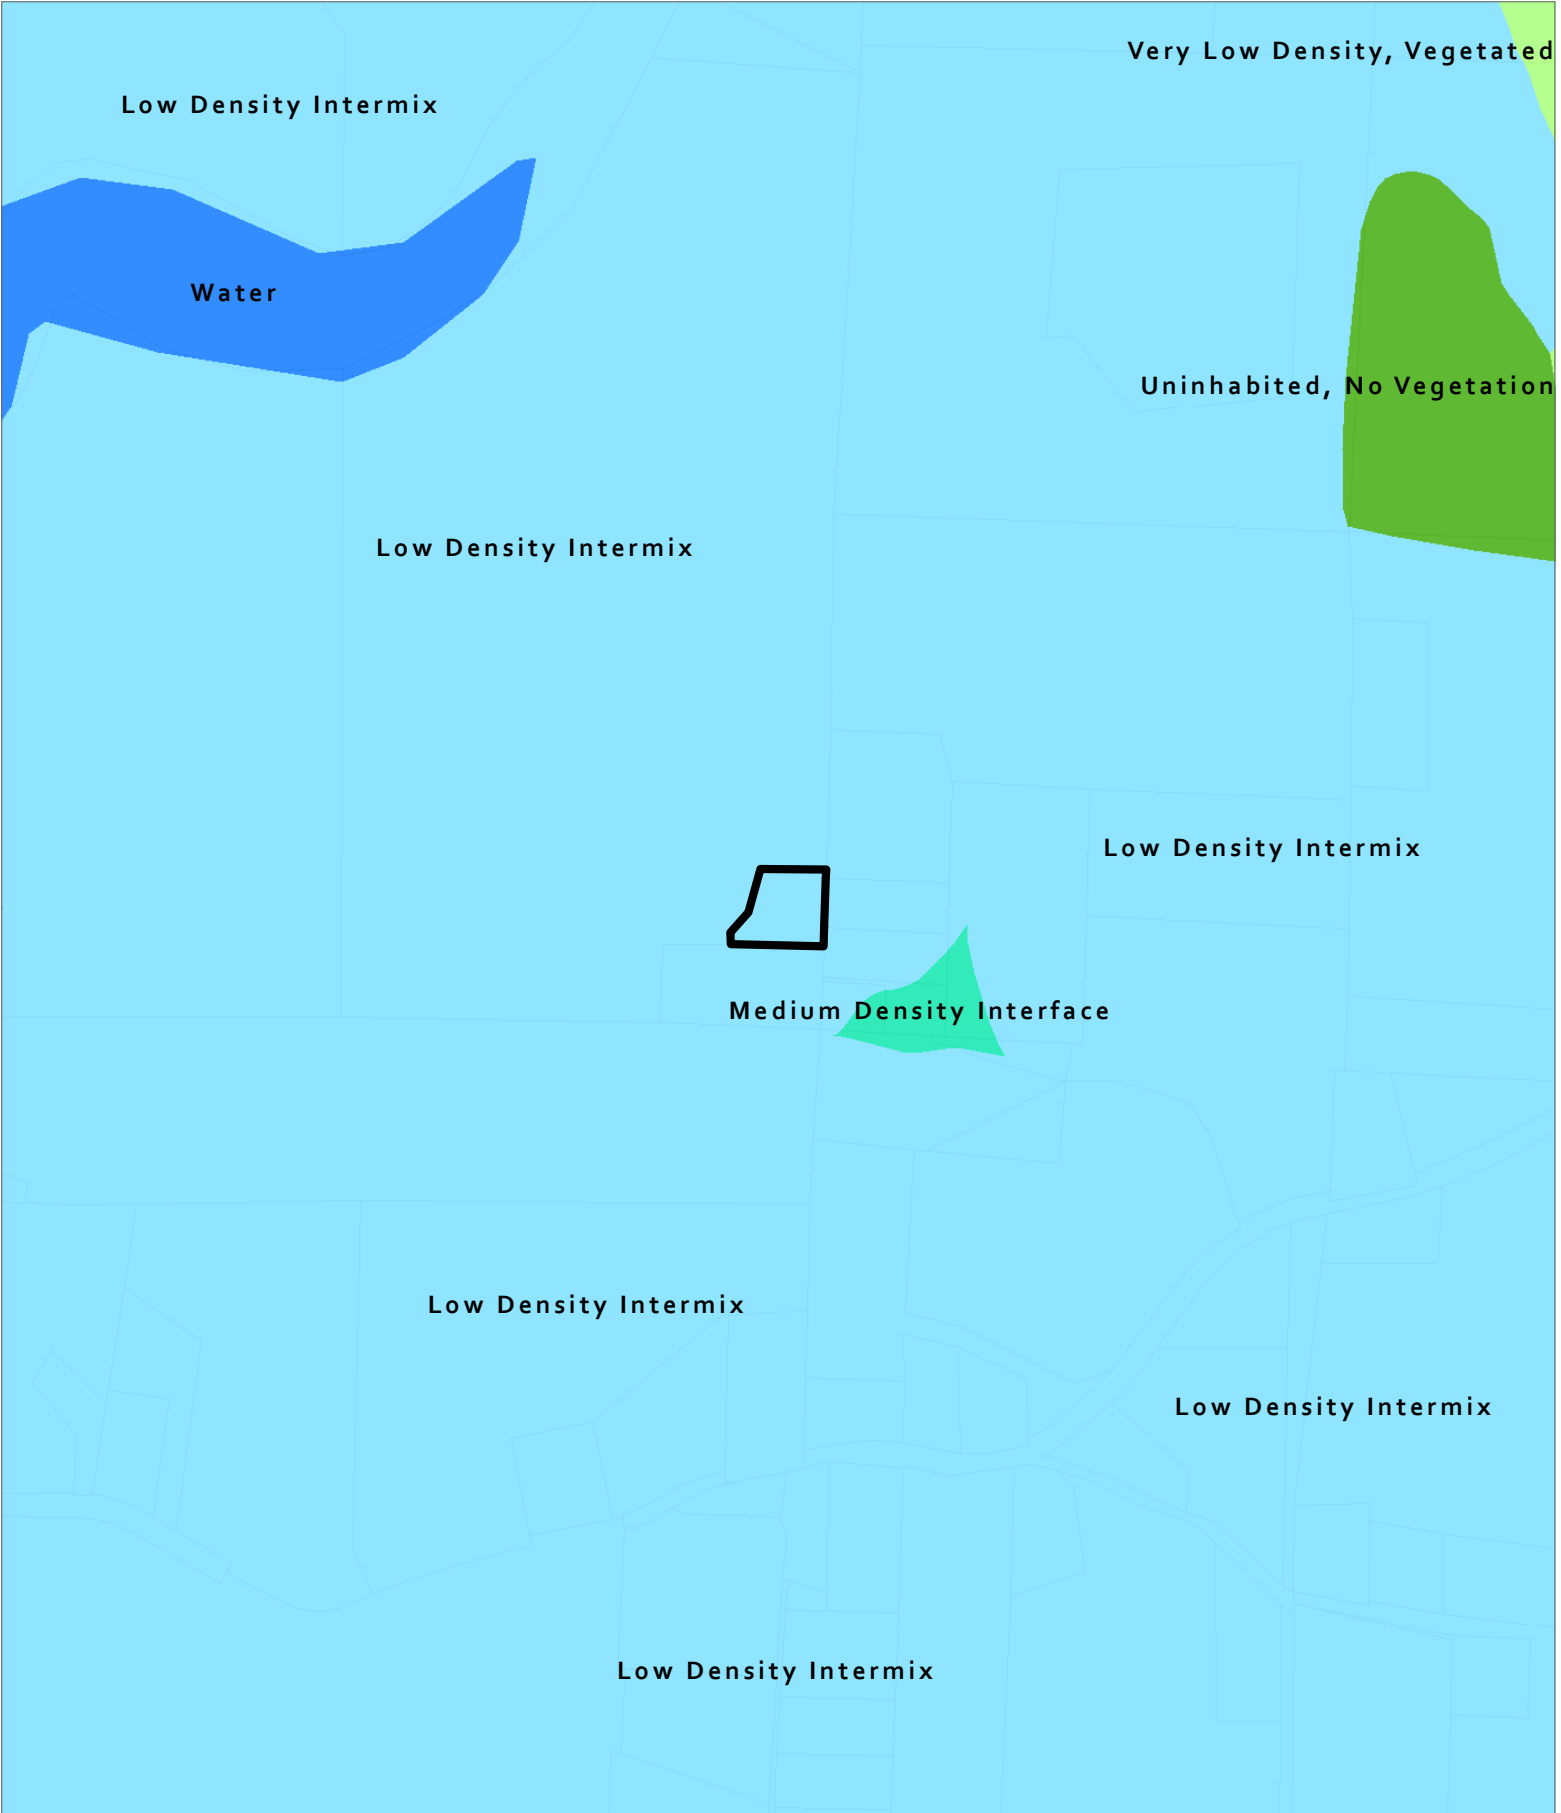 Very Low Density, Vegetated
Low Density Intermix
Water
Uninhabited, No Vegetation
Low Density Intermix
Low Density Intermix
Medium Density Interface
Low Density Intermix
Low Density Intermix
Low Density Intermix